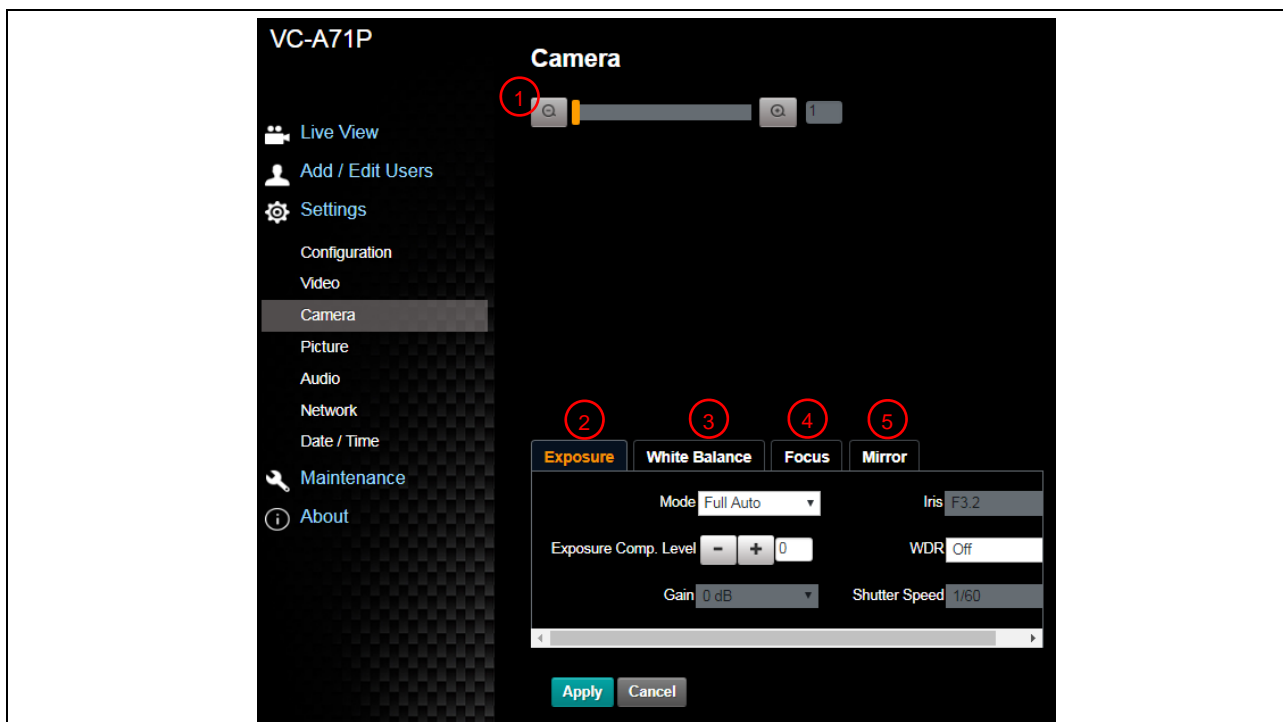 VC-A71P
Live View
Add / Edit Users
Settings
Configuration
Video
Camera
Picture
Audio
Network
Date / Time
Maintenance
About
Camera
1
1
2
3
4
5
Exposure White Balance Focus Mirror
Mode Full Auto Iris F3.2
Exposure Comp. Level - + 0 WDR Off
Gain 0 dB Shutter Speed 1/60
Apply Cancel